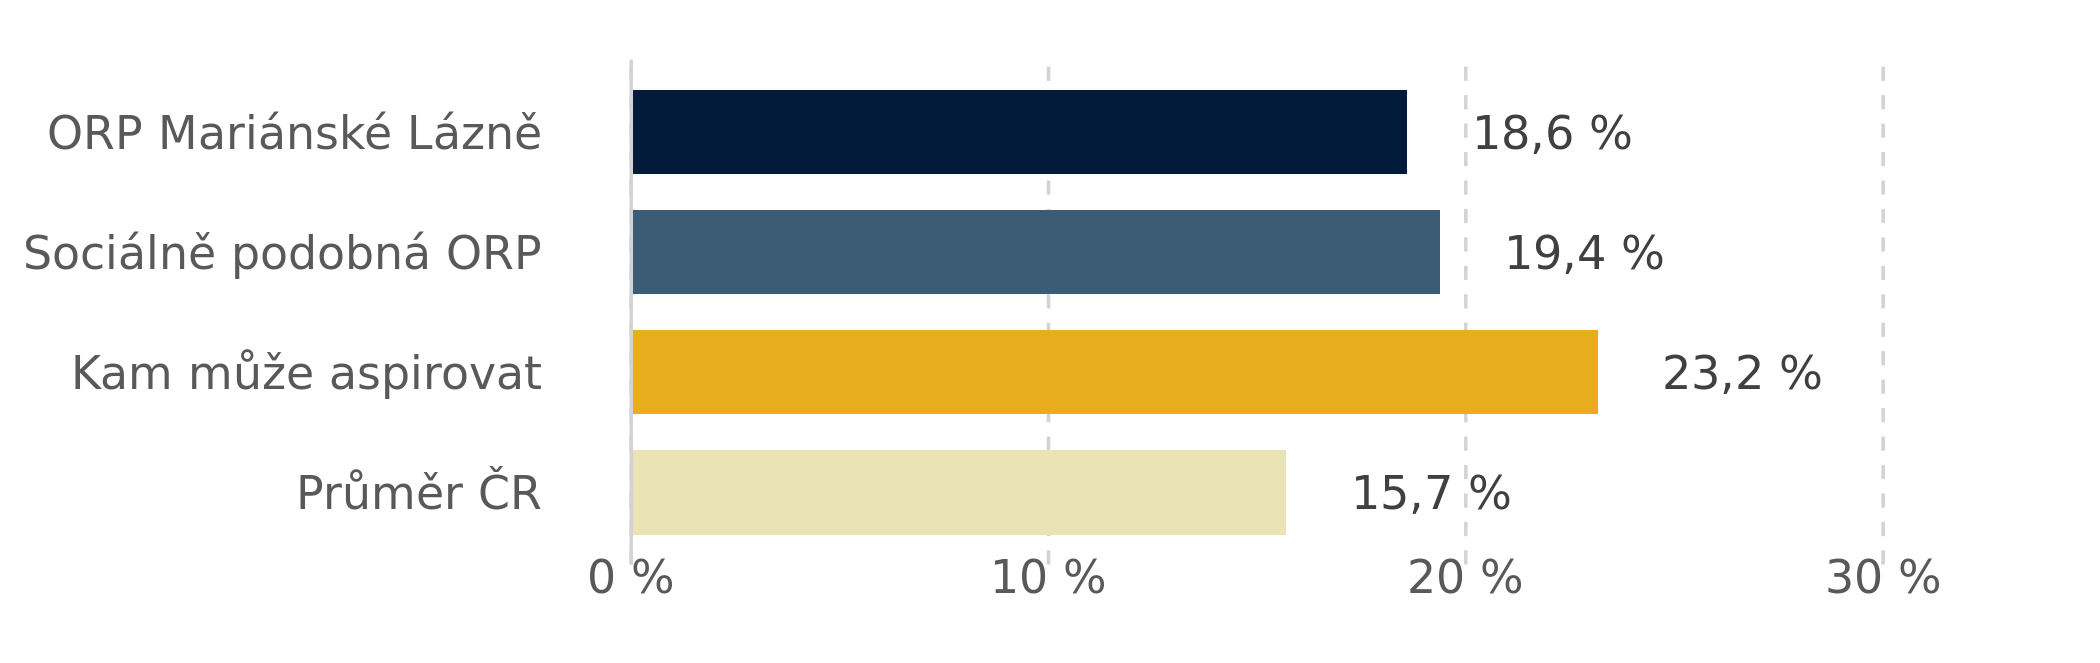 ORP Mariánské Lázně 18,6 %
Sociálně podobná ORP 19,4 %
Kam může aspirovat 23,2 %
Průměr ČR 15,7 %
0 % 10 % 20 % 30 %